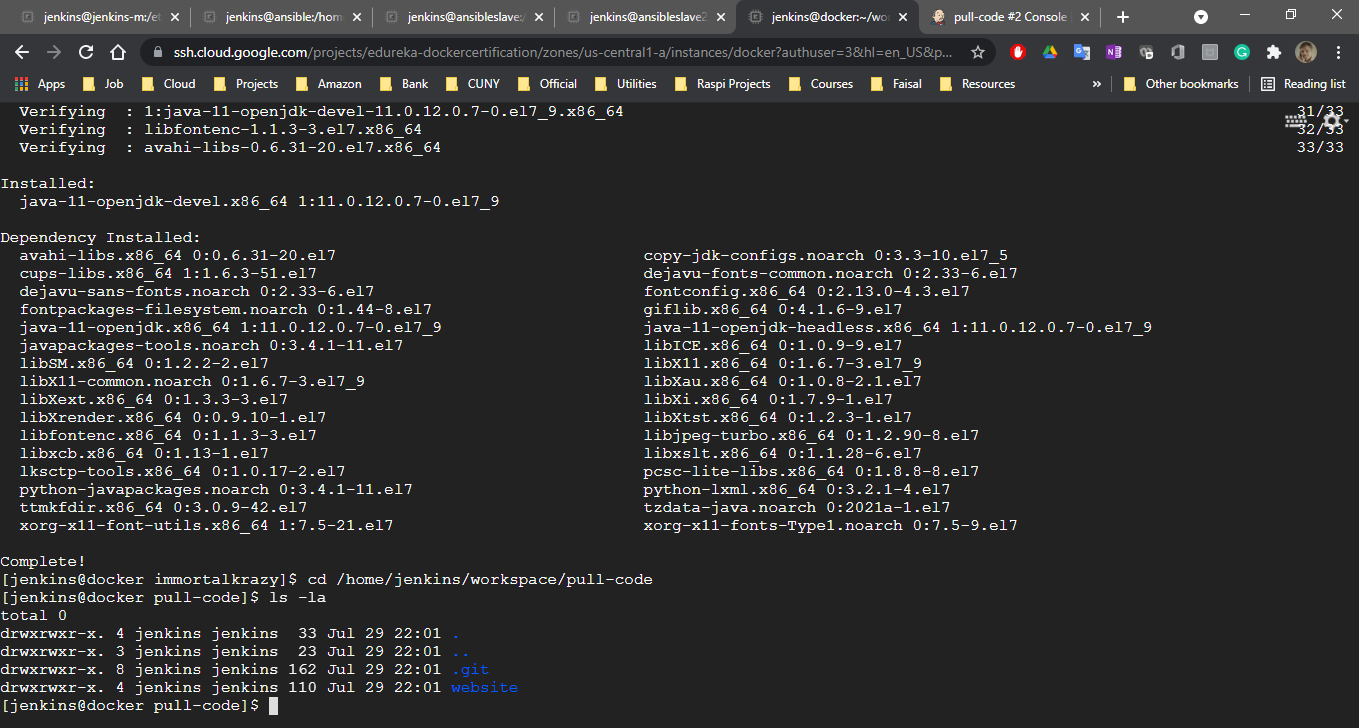 jenkins@jenkins-m:/et
jenkins@ansible:/hom
jenkins@ansibleslave:/
jenkins@ansibleslave2
jenkins@docker:~/wor
pull-code #2 Console
ssh.cloud.google.com/projects/edureka-dockercertification/zones/us-central1-a/instances/docker?authuser=3&hl=en_US&p...
Apps Job Cloud Projects Amazon Bank CUNY Official Utilities Raspi Projects Courses Faisal Resources » Other bookmarks Reading list
Verifying : 1:java-11-openjdk-devel-11.0.12.0.7-0.el7_9.x86_64 31/33
Verifying : libfontenc-1.1.3-3.el7.x86_64 32/33
Verifying : avahi-libs-0.6.31-20.el7.x86_64 33/33
Installed:
java-11-openjdk-devel.x86_64 1:11.0.12.0.7-0.el7_9
Dependency Installed:
avahi-libs.x86_64 0:0.6.31-20.el7 copy-jdk-configs.noarch 0:3.3-10.el7_5
cups-libs.x86_64 1:1.6.3-51.el7 dejavu-fonts-common.noarch 0:2.33-6.el7
dejavu-sans-fonts.noarch 0:2.33-6.el7 fontconfig.x86_64 0:2.13.0-4.3.el7
fontpackages-filesystem.noarch 0:1.44-8.el7 giflib.x86_64 0:4.1.6-9.el7
java-11-openjdk.x86_64 1:11.0.12.0.7-0.el7_9 java-11-openjdk-headless.x86_64 1:11.0.12.0.7-0.el7_9
javapackages-tools.noarch 0:3.4.1-11.el7 libICE.x86_64 0:1.0.9-9.el7
libSM.x86_64 0:1.2.2-2.el7 libX11.x86_64 0:1.6.7-3.el7_9
libX11-common.noarch 0:1.6.7-3.el7_9 libXau.x86_64 0:1.0.8-2.1.el7
libXext.x86_64 0:1.3.3-3.el7 libXi.x86_64 0:1.7.9-1.el7
libXrender.x86_64 0:0.9.10-1.el7 libXtst.x86_64 0:1.2.3-1.el7
libfontenc.x86_64 0:1.1.3-3.el7 libjpeg-turbo.x86_64 0:1.2.90-8.el7
libxcb.x86_64 0:1.13-1.el7 libxslt.x86_64 0:1.1.28-6.el7
lksctp-tools.x86_64 0:1.0.17-2.el7 pcsc-lite-libs.x86_64 0:1.8.8-8.el7
python-javapackages.noarch 0:3.4.1-11.el7 python-lxml.x86_64 0:3.2.1-4.el7
ttmkfdir.x86_64 0:3.0.9-42.el7 tzdata-java.noarch 0:2021a-1.el7
xorg-x11-font-utils.x86_64 1:7.5-21.el7 xorg-x11-fonts-Type1.noarch 0:7.5-9.el7
Complete!
[jenkins@docker immortalkrazy]$ cd /home/jenkins/workspace/pull-code
[jenkins@docker pull-code]$ ls -la
total 0
drwxrwxr-x. 4 jenkins jenkins 33 Jul 29 22:01 .
drwxrwxr-x. 3 jenkins jenkins 23 Jul 29 22:01 ..
drwxrwxr-x. 8 jenkins jenkins 162 Jul 29 22:01 .git
drwxrwxr-x. 4 jenkins jenkins 110 Jul 29 22:01 website
[jenkins@docker pull-code]$